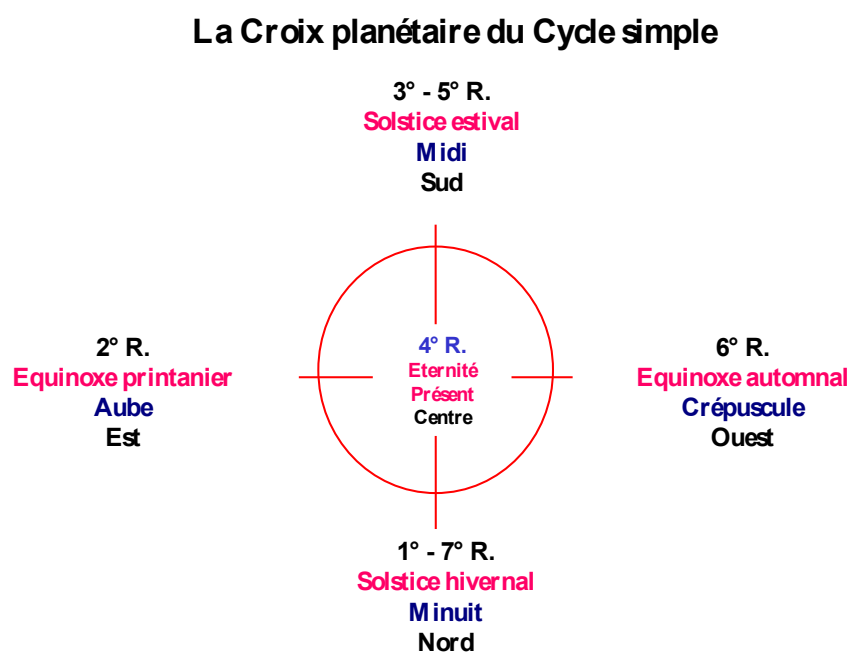 La Croix planétaire du Cycle simple
3° - 5° R.
Solstice estival
Midi
Sud
2° R.
Equinoxe printanier
Aube
Est
4° R.
Eternité
Présent
Centre
6° R.
Equinoxe automnal
Crépuscule
Ouest
1° - 7° R.
Solstice hivernal
Minuit
Nord